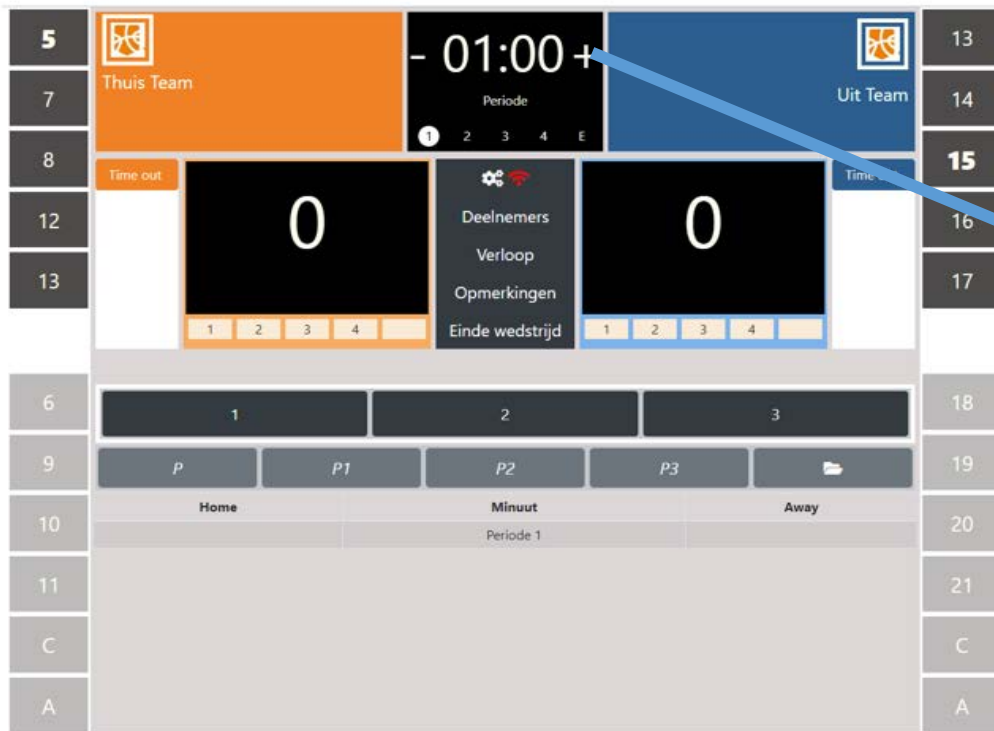 5
7
8
12
13
6
9
10
11
C
A
Thuis Team
- 01:00 +
Periode
1 2 3 4 E
Uit Team
Time out
0
1 2 3 4
Deelnemers
Verloop
Opmerkingen
Einde wedstrijd
0
1 2 3 4
Time
1 2 3
P P1 P2 P3
Home Minuut Away
Periode 1
13
14
15
16
17
18
19
20
21
C
A